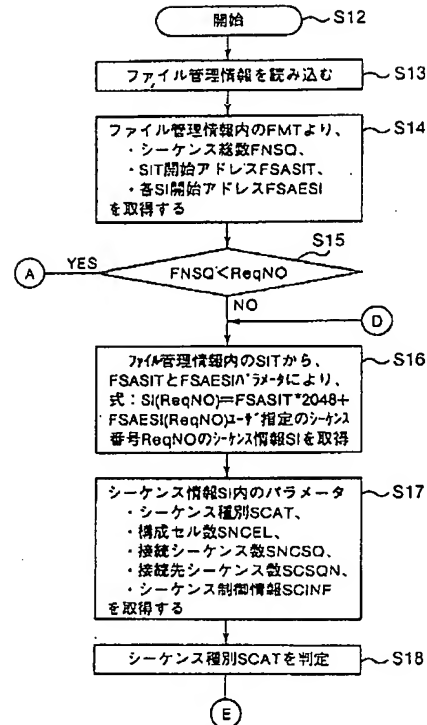 開始
S12
ファイル管理情報を読み込む
S13
ファイル管理情報内のFMTより、
・シーケンス総数FNSQ、
・SIT開始アドレスFSASIT、
・各SI開始アドレスFSAESI
を取得する
S14
S15
FNSQ<ReqNO
YES
A
NO
D
ファイル管理情報内のSITから、
FSASITとFSAESIパラメータにより、
式：SI(ReqNO)=FSASIT*2048+
FSAESI(ReqNO)ユーザ指定のシーケンス
番号ReqNOのシーケンス情報SIを取得
S16
シーケンス情報SI内のパラメータ
・シーケンス種別SCAT、
・構成セル数SNCEL、
・接続シーケンス数SNCSQ、
・接続先シーケンス数SCSQN、
・シーケンス制御情報SCINF
を取得する
S17
シーケンス種別SCATを判定
S18
E